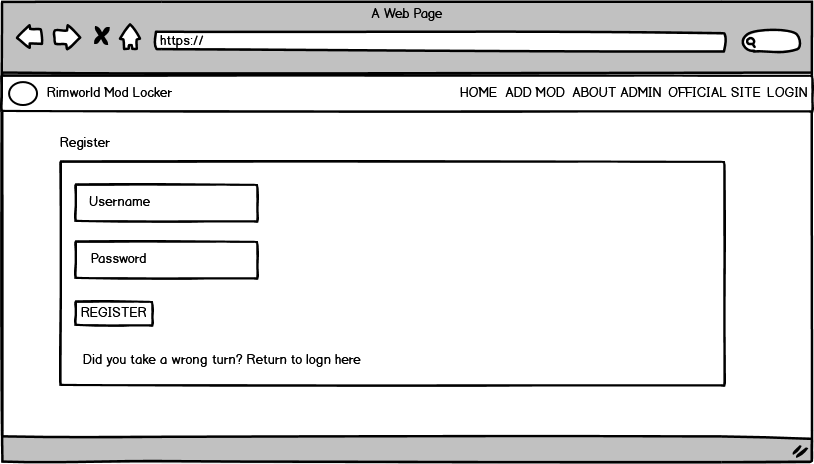 A Web Page
https://
Rimworld Mod Locker
HOME ADD MOD ABOUT ADMIN OFFICIAL SITE LOGIN
Register
Username
Password
REGISTER
Did you take a wrong turn? Return to logn here